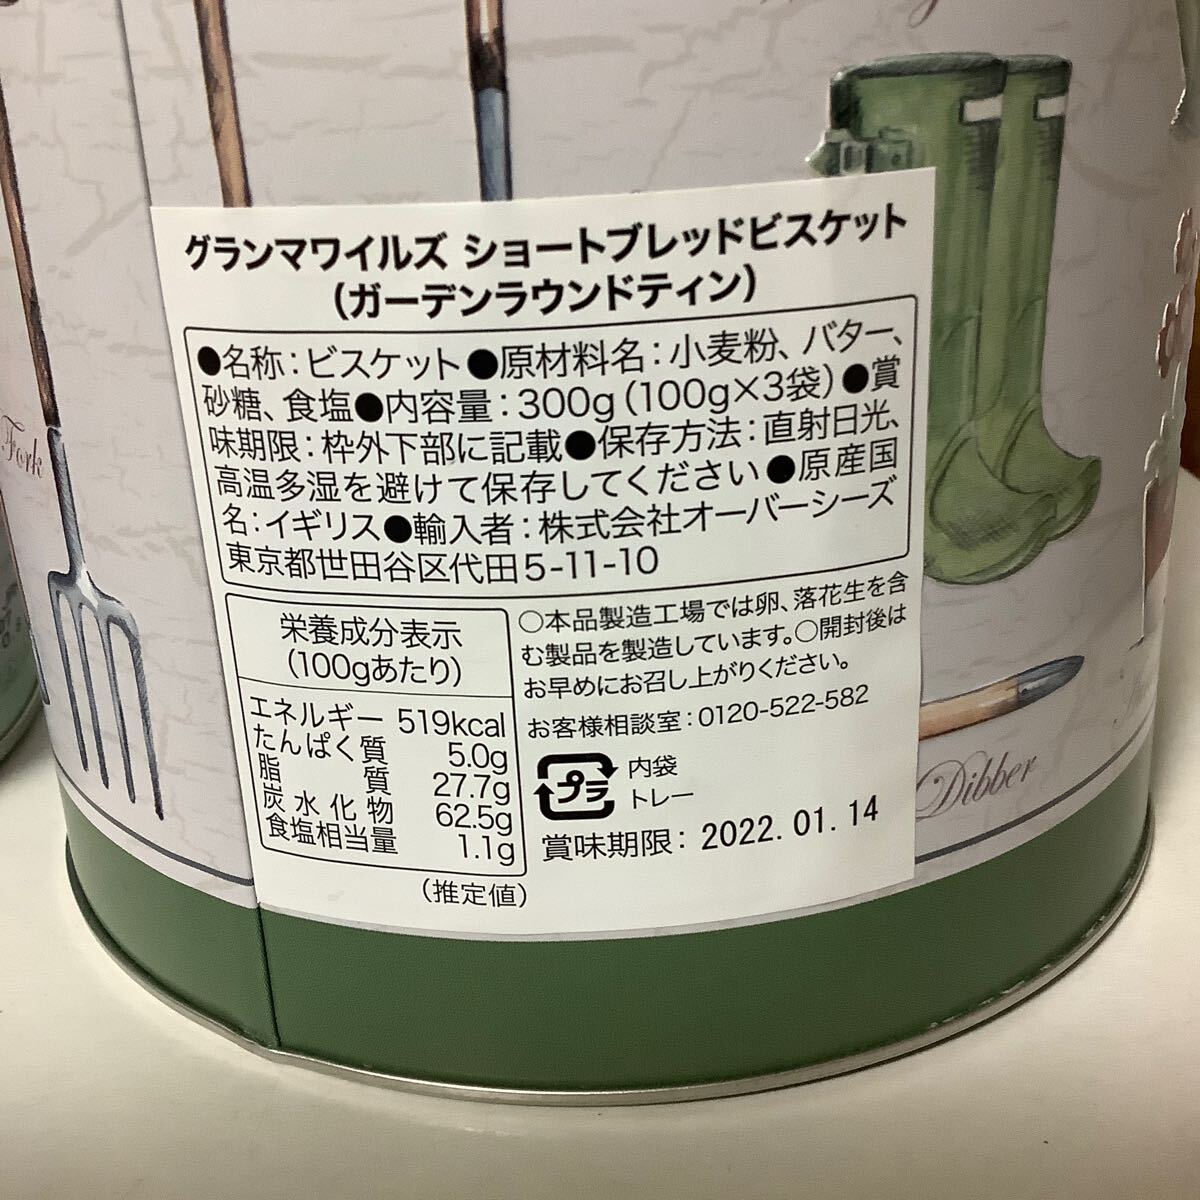 Fork
グランマワイルズ ショートブレッドビスケット
(ガーデンラウンドティン)
●名称:ビスケット●原材料名:小麦粉、バター、
砂糖、食塩●内容量:300g(100g×3袋)●賞
味期限:枠外下部に記載●保存方法:直射日光、
高温多湿を避けて保存してください●原産国
名:イギリス●輸入者:株式会社オーバーシーズ
東京都世田谷区代田5-11-10
栄養成分表示
(100gあたり)
エネルギー 519kcal
たんぱく質 5.0g
脂質 27.7g
炭水化物 62.5g
食塩相当量 1.1g
(推定値)
○本品製造工場では卵、落花生を含
む製品を製造しています。○開封後は
お早めにお召し上がりください。
お客様相談室:0120-522-582
プラ
内袋
トレー
賞味期限: 2022.01.14
Dibber